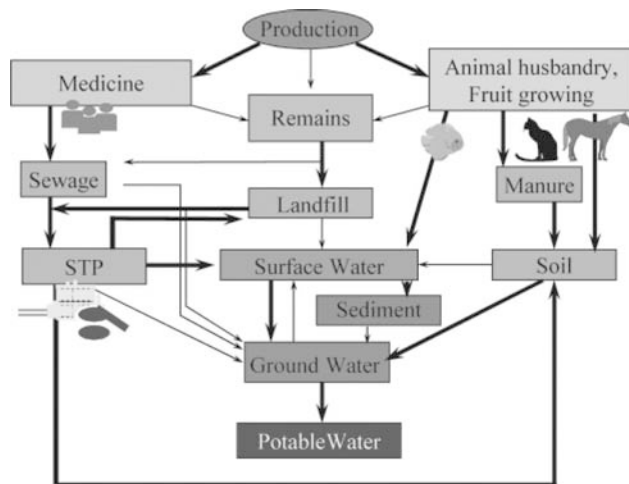 Production
Medicine
Animal husbandry,
Fruit growing
Remains
Sewage
Manure
Landfill
STP
Surface Water
Soil
Sediment
Ground Water
PotableWater